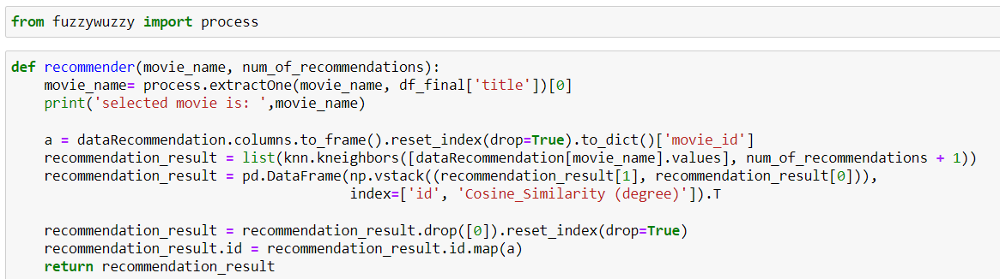 from fuzzywuzzy import process
def recommender(movie_name, num_of_recommendations):
    movie_name= process.extractOne(movie_name, df_final['title'])[0]
    print('selected movie is: ',movie_name)
    a = dataRecommendation.columns.to_frame().reset_index(drop=True).to_dict()['movie_id']
    recommendation_result = list(knn.kneighbors([dataRecommendation[movie_name].values], num_of_recommendations + 1))
    recommendation_result = pd.DataFrame(np.vstack((recommendation_result[1], recommendation_result[0])),
                                         index=['id', 'Cosine_Similarity (degree)']).T
    recommendation_result = recommendation_result.drop([0]).reset_index(drop=True)
    recommendation_result.id = recommendation_result.id.map(a)
    return recommendation_result